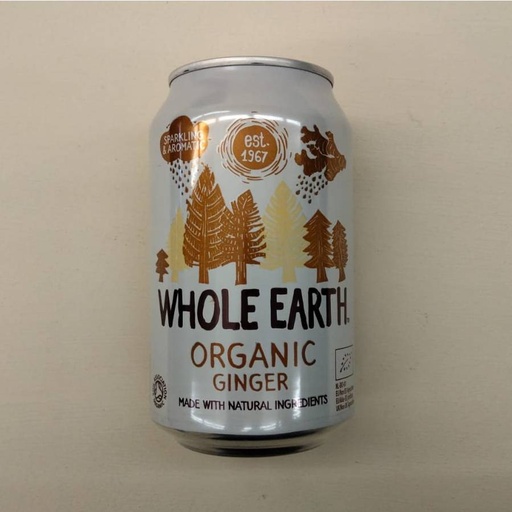 SPARKLING
& AROMATIC
est.
1967
WHOLE EARTH
ORGANIC
GINGER
MADE WITH NATURAL INGREDIENTS